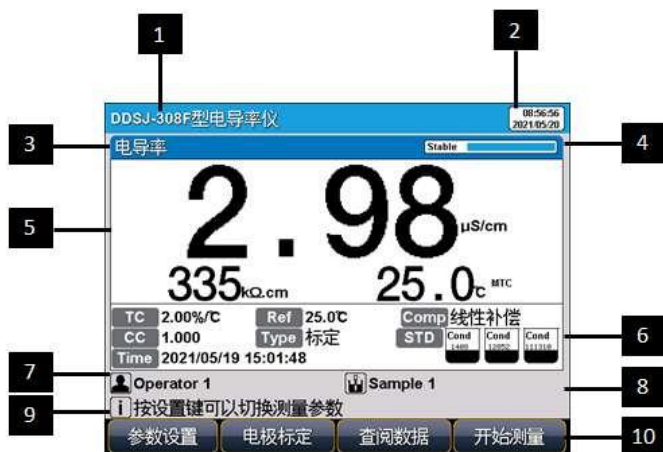 1
2
DDSJ-308F型电导率仪
08:56:56
2021/05/20
3
电导率
Stable
4
5
2.98 μS/cm
335 kΩ.cm 25.0℃ MTC
TC 2.00%/℃ Ref 25.0℃ Comp 线性补偿
CC 1.000 Type 标定 STD Cond 1408 Cond 12852 Cond 111310
Time 2021/05/19 15:01:48
6
7
Operator 1 Sample 1
8
9
i 按设置键可以切换测量参数
参数设置 电极标定 查阅数据 开始测量
10